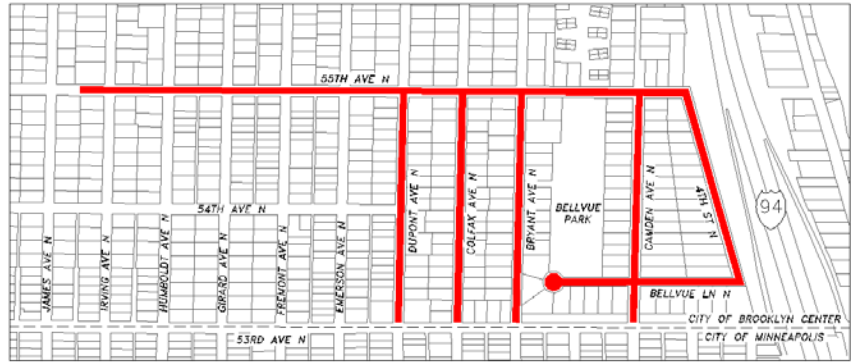 55TH AVE N
54TH AVE N
JAMES AVE N
IRVING AVE N
HUMBOLDT AVE N
GIRARD AVE N
FREMONT AVE N
EMERSON AVE N
DUPONT AVE N
COLFAX AVE N
BRYANT AVE N
BELLVUE
PARK
CAMDEN AVE N
4TH ST N
94
BELLVUE LN N
CITY OF BROOKLYN CENTER
CITY OF MINNEAPOLIS
53RD AVE N